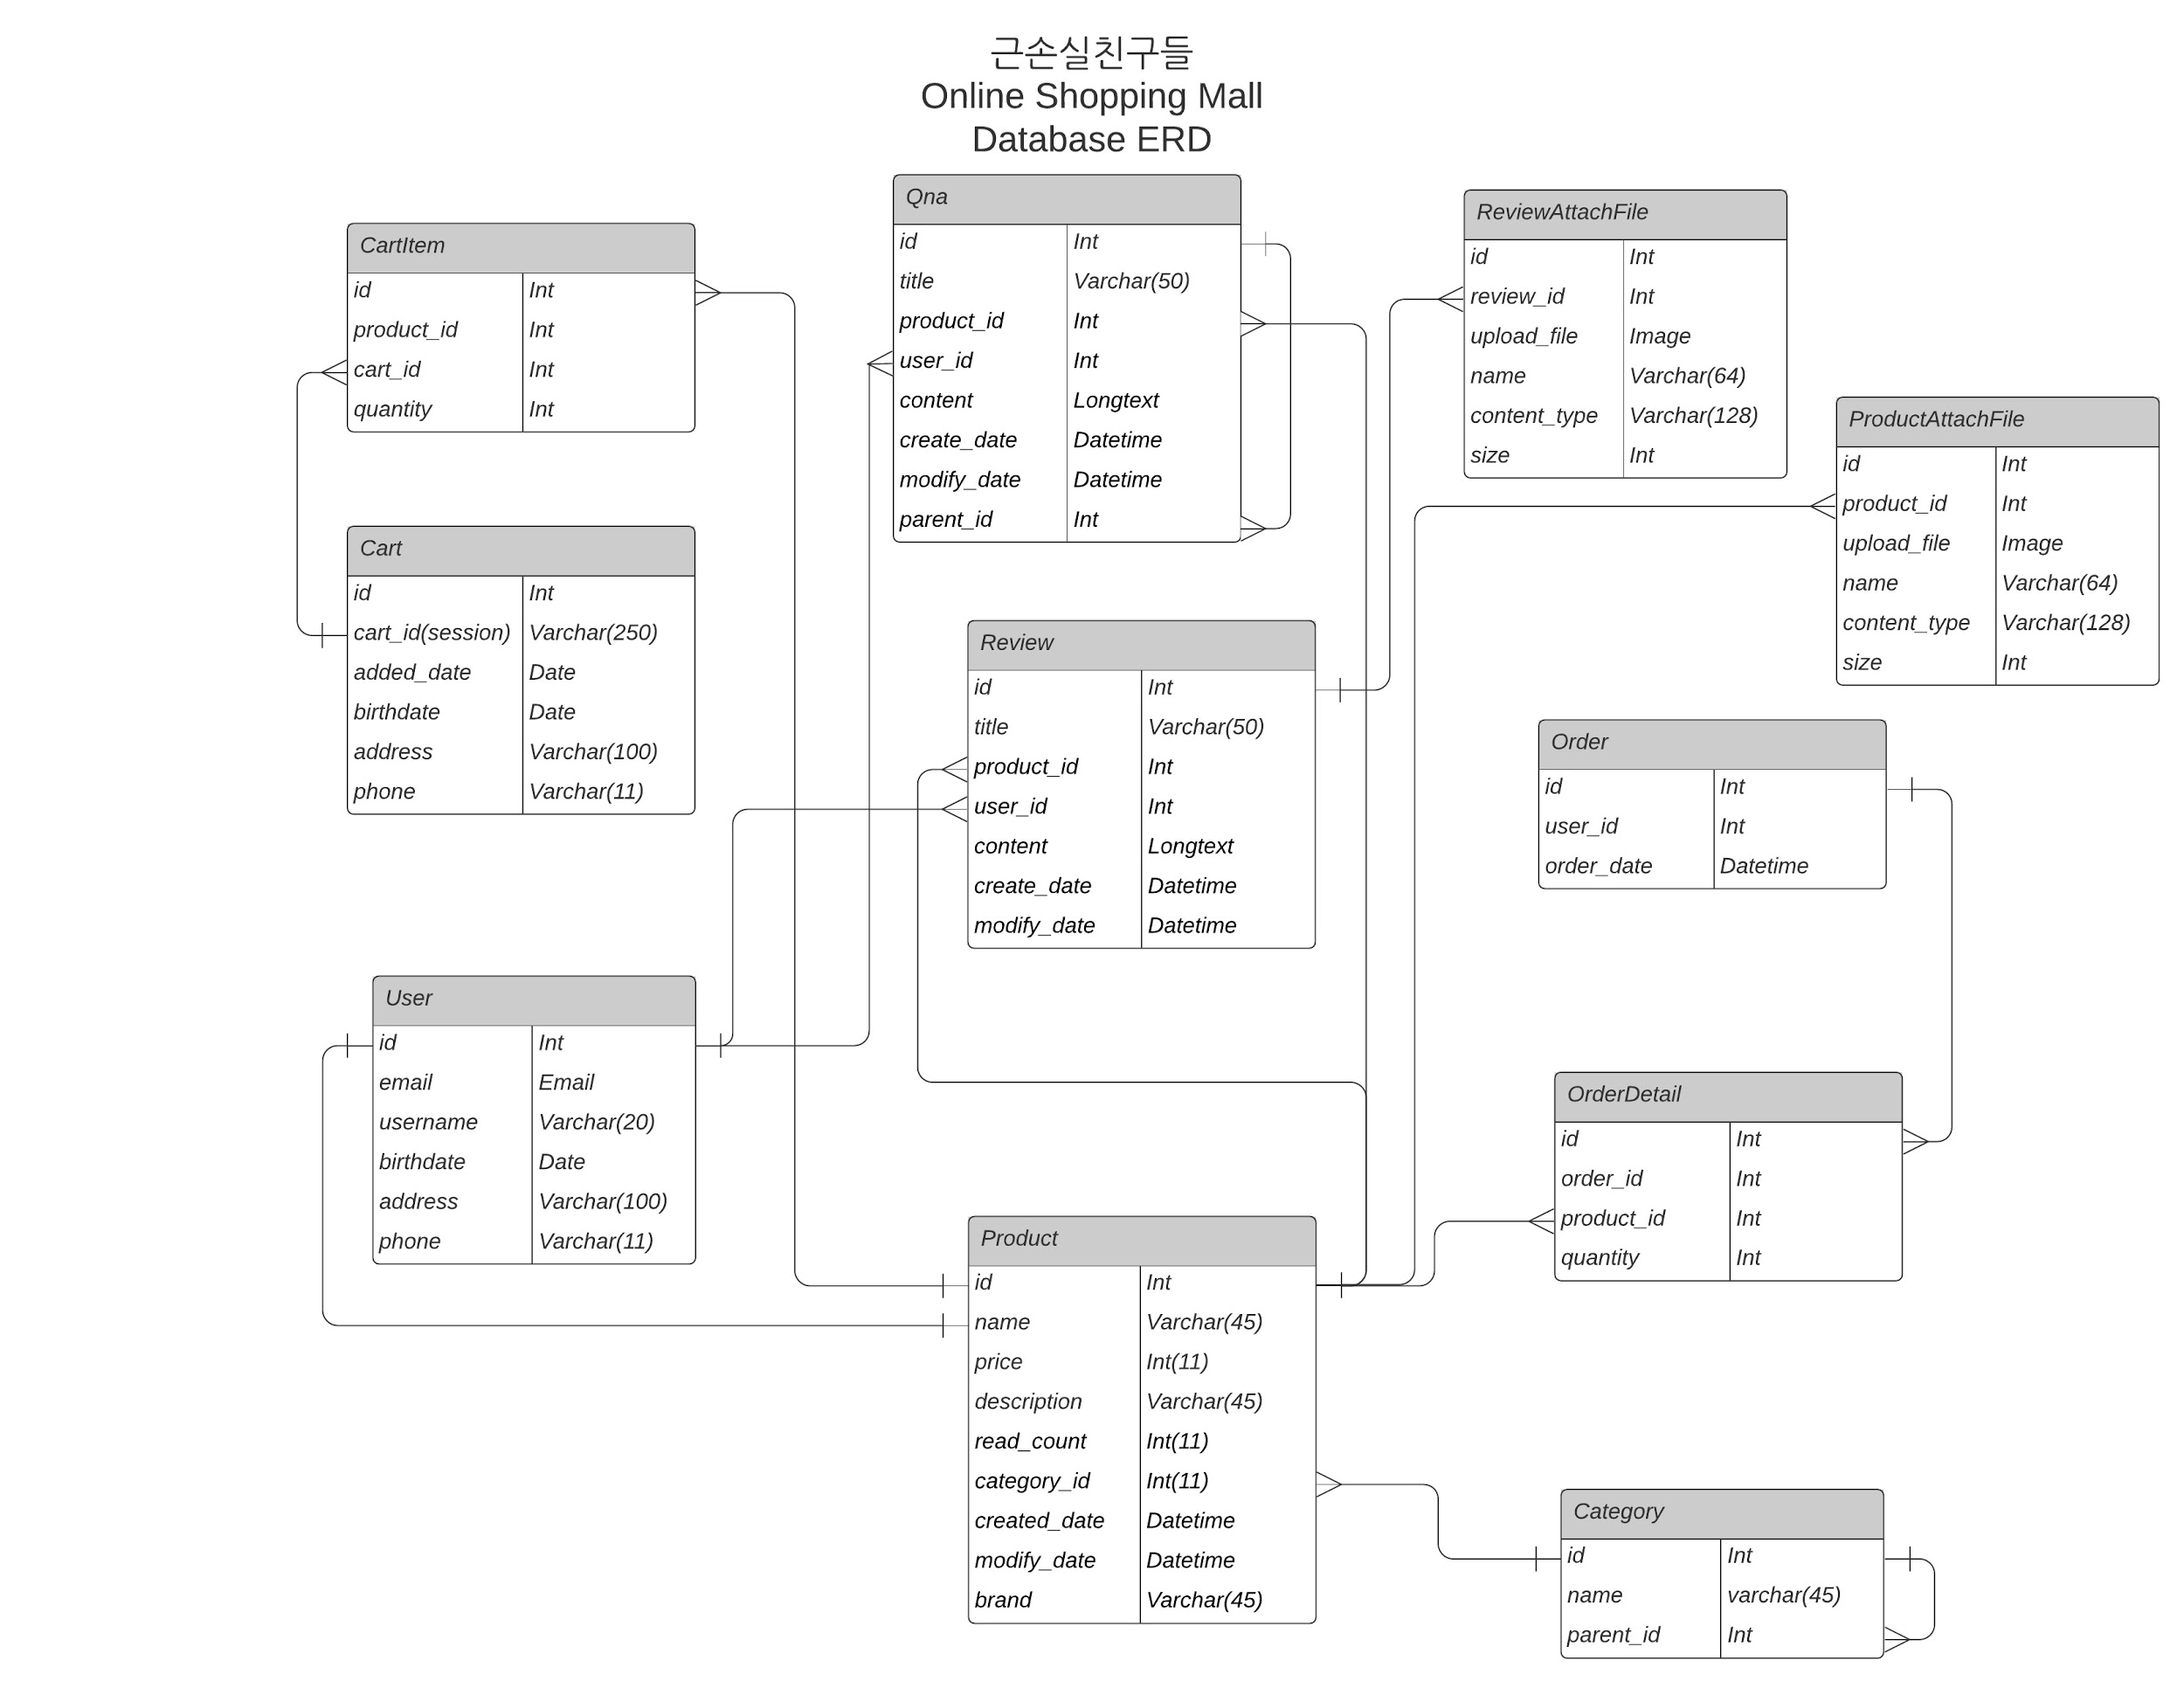 근손실친구들
Online Shopping Mall
Database ERD
Qna
id Int
title Varchar(50)
product_id Int
user_id Int
content Longtext
create_date Datetime
modify_date Datetime
parent_id Int
ReviewAttachFile
id Int
review_id Int
upload_file Image
name Varchar(64)
content_type Varchar(128)
size Int
CartItem
id Int
product_id Int
cart_id Int
quantity Int
ProductAttachFile
id Int
product_id Int
upload_file Image
name Varchar(64)
content_type Varchar(128)
size Int
Cart
id Int
cart_id(session) Varchar(250)
added_date Date
birthdate Date
address Varchar(100)
phone Varchar(11)
Review
id Int
title Varchar(50)
product_id Int
user_id Int
content Longtext
create_date Datetime
modify_date Datetime
Order
id Int
user_id Int
order_date Datetime
User
id Int
email Email
username Varchar(20)
birthdate Date
address Varchar(100)
phone Varchar(11)
OrderDetail
id Int
order_id Int
product_id Int
quantity Int
Product
id Int
name Varchar(45)
price Int(11)
description Varchar(45)
read_count Int(11)
category_id Int(11)
created_date Datetime
modify_date Datetime
brand Varchar(45)
Category
id Int
name varchar(45)
parent_id Int